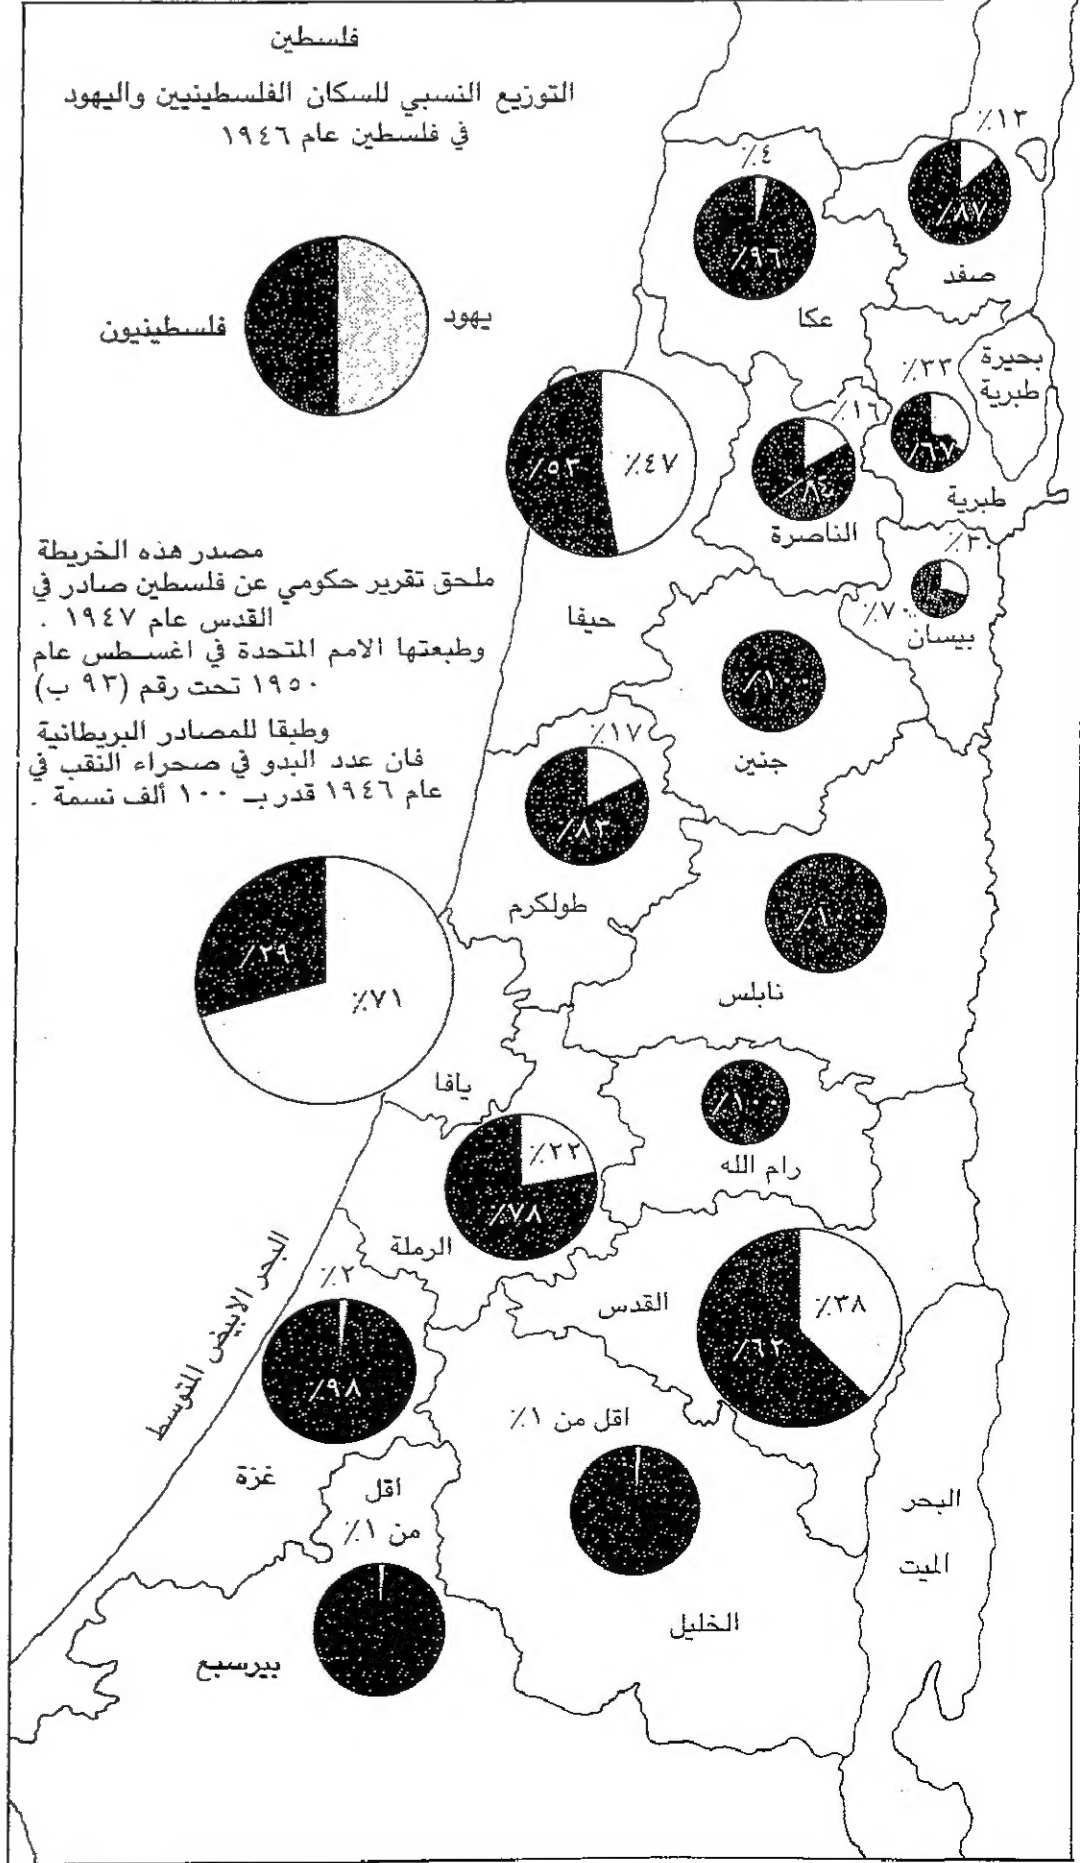 فلسطين
التوزيع النسبي للسكان الفلسطينيين واليهود
في فلسطين عام ١٩٤٦
٪١٣
٪٨٧
صفد
٪٤
٪٩٦
عكا
يهود
فلسطينيون
بحيرة
طبرية
٪٣٣
٪٦٧
طبرية
٪١٦
٪٨٤
الناصرة
٪٤٧
٪٥٣
حيفا
٪٣٠
٪٧٠
بيسان
مصدر هذه الخريطة
ملحق تقرير حكومي عن فلسطين صادر في
القدس عام ١٩٤٧ .
وطبعتها الامم المتحدة في اغسطس عام
١٩٥٠ تحت رقم (٩٣ ب)
وطبقا للمصادر البريطانية
فان عدد البدو في صحراء النقب في
عام ١٩٤٦ قدر بـ ١٠٠ ألف نسمة .
٪١٠٠
جنين
٪١٧
٪٨٣
طولكرم
٪١٠٠
نابلس
٪٢٩
٪٧١
يافا
٪١٠٠
رام الله
٪٢٢
٪٧٨
الرملة
البحر الابيض المتوسط
٪٣٨
٪٦٢
القدس
٪٢
٪٩٨
غزة
اقل من ١٪
الخليل
اقل
من ١٪
بيرسبع
البحر
الميت